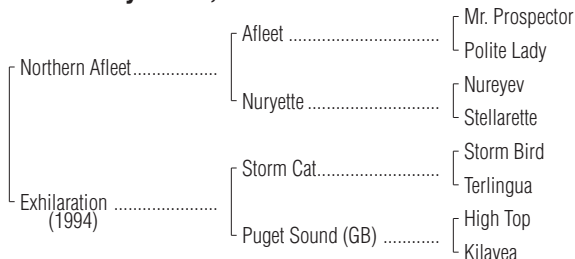 Mr. Prospector
Afleet
Polite Lady
Northern Afleet
Nureyev
Nuryette
Stellarette
Storm Bird
Storm Cat
Terlingua
Exhilaration
(1994)
High Top
Puget Sound (GB)
Kilavea